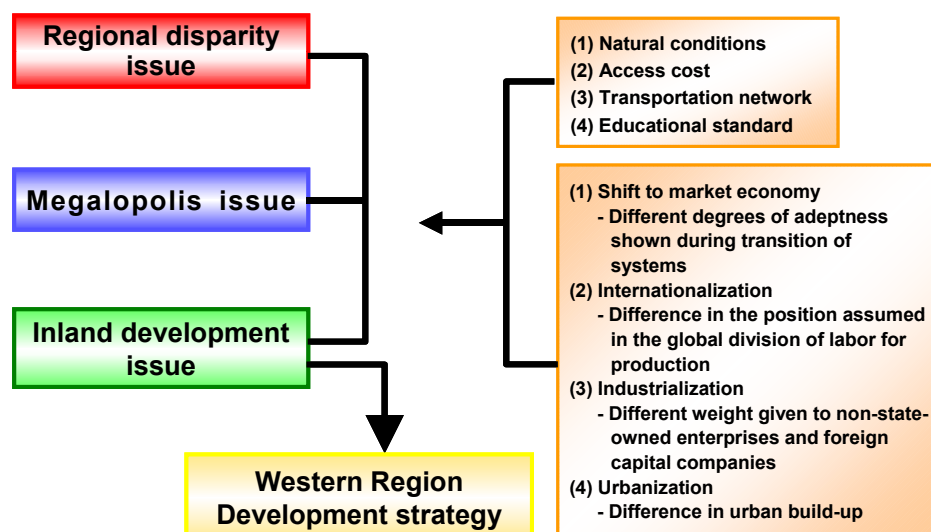 Regional disparity
issue
Megalopolis issue
Inland development
issue
Western Region
Development strategy
(1) Natural conditions
(2) Access cost
(3) Transportation network
(4) Educational standard
(1) Shift to market economy
- Different degrees of adeptness
shown during transition of
systems
(2) Internationalization
- Difference in the position assumed
in the global division of labor for
production
(3) Industrialization
- Different weight given to non-state-
owned enterprises and foreign
capital companies
(4) Urbanization
- Difference in urban build-up